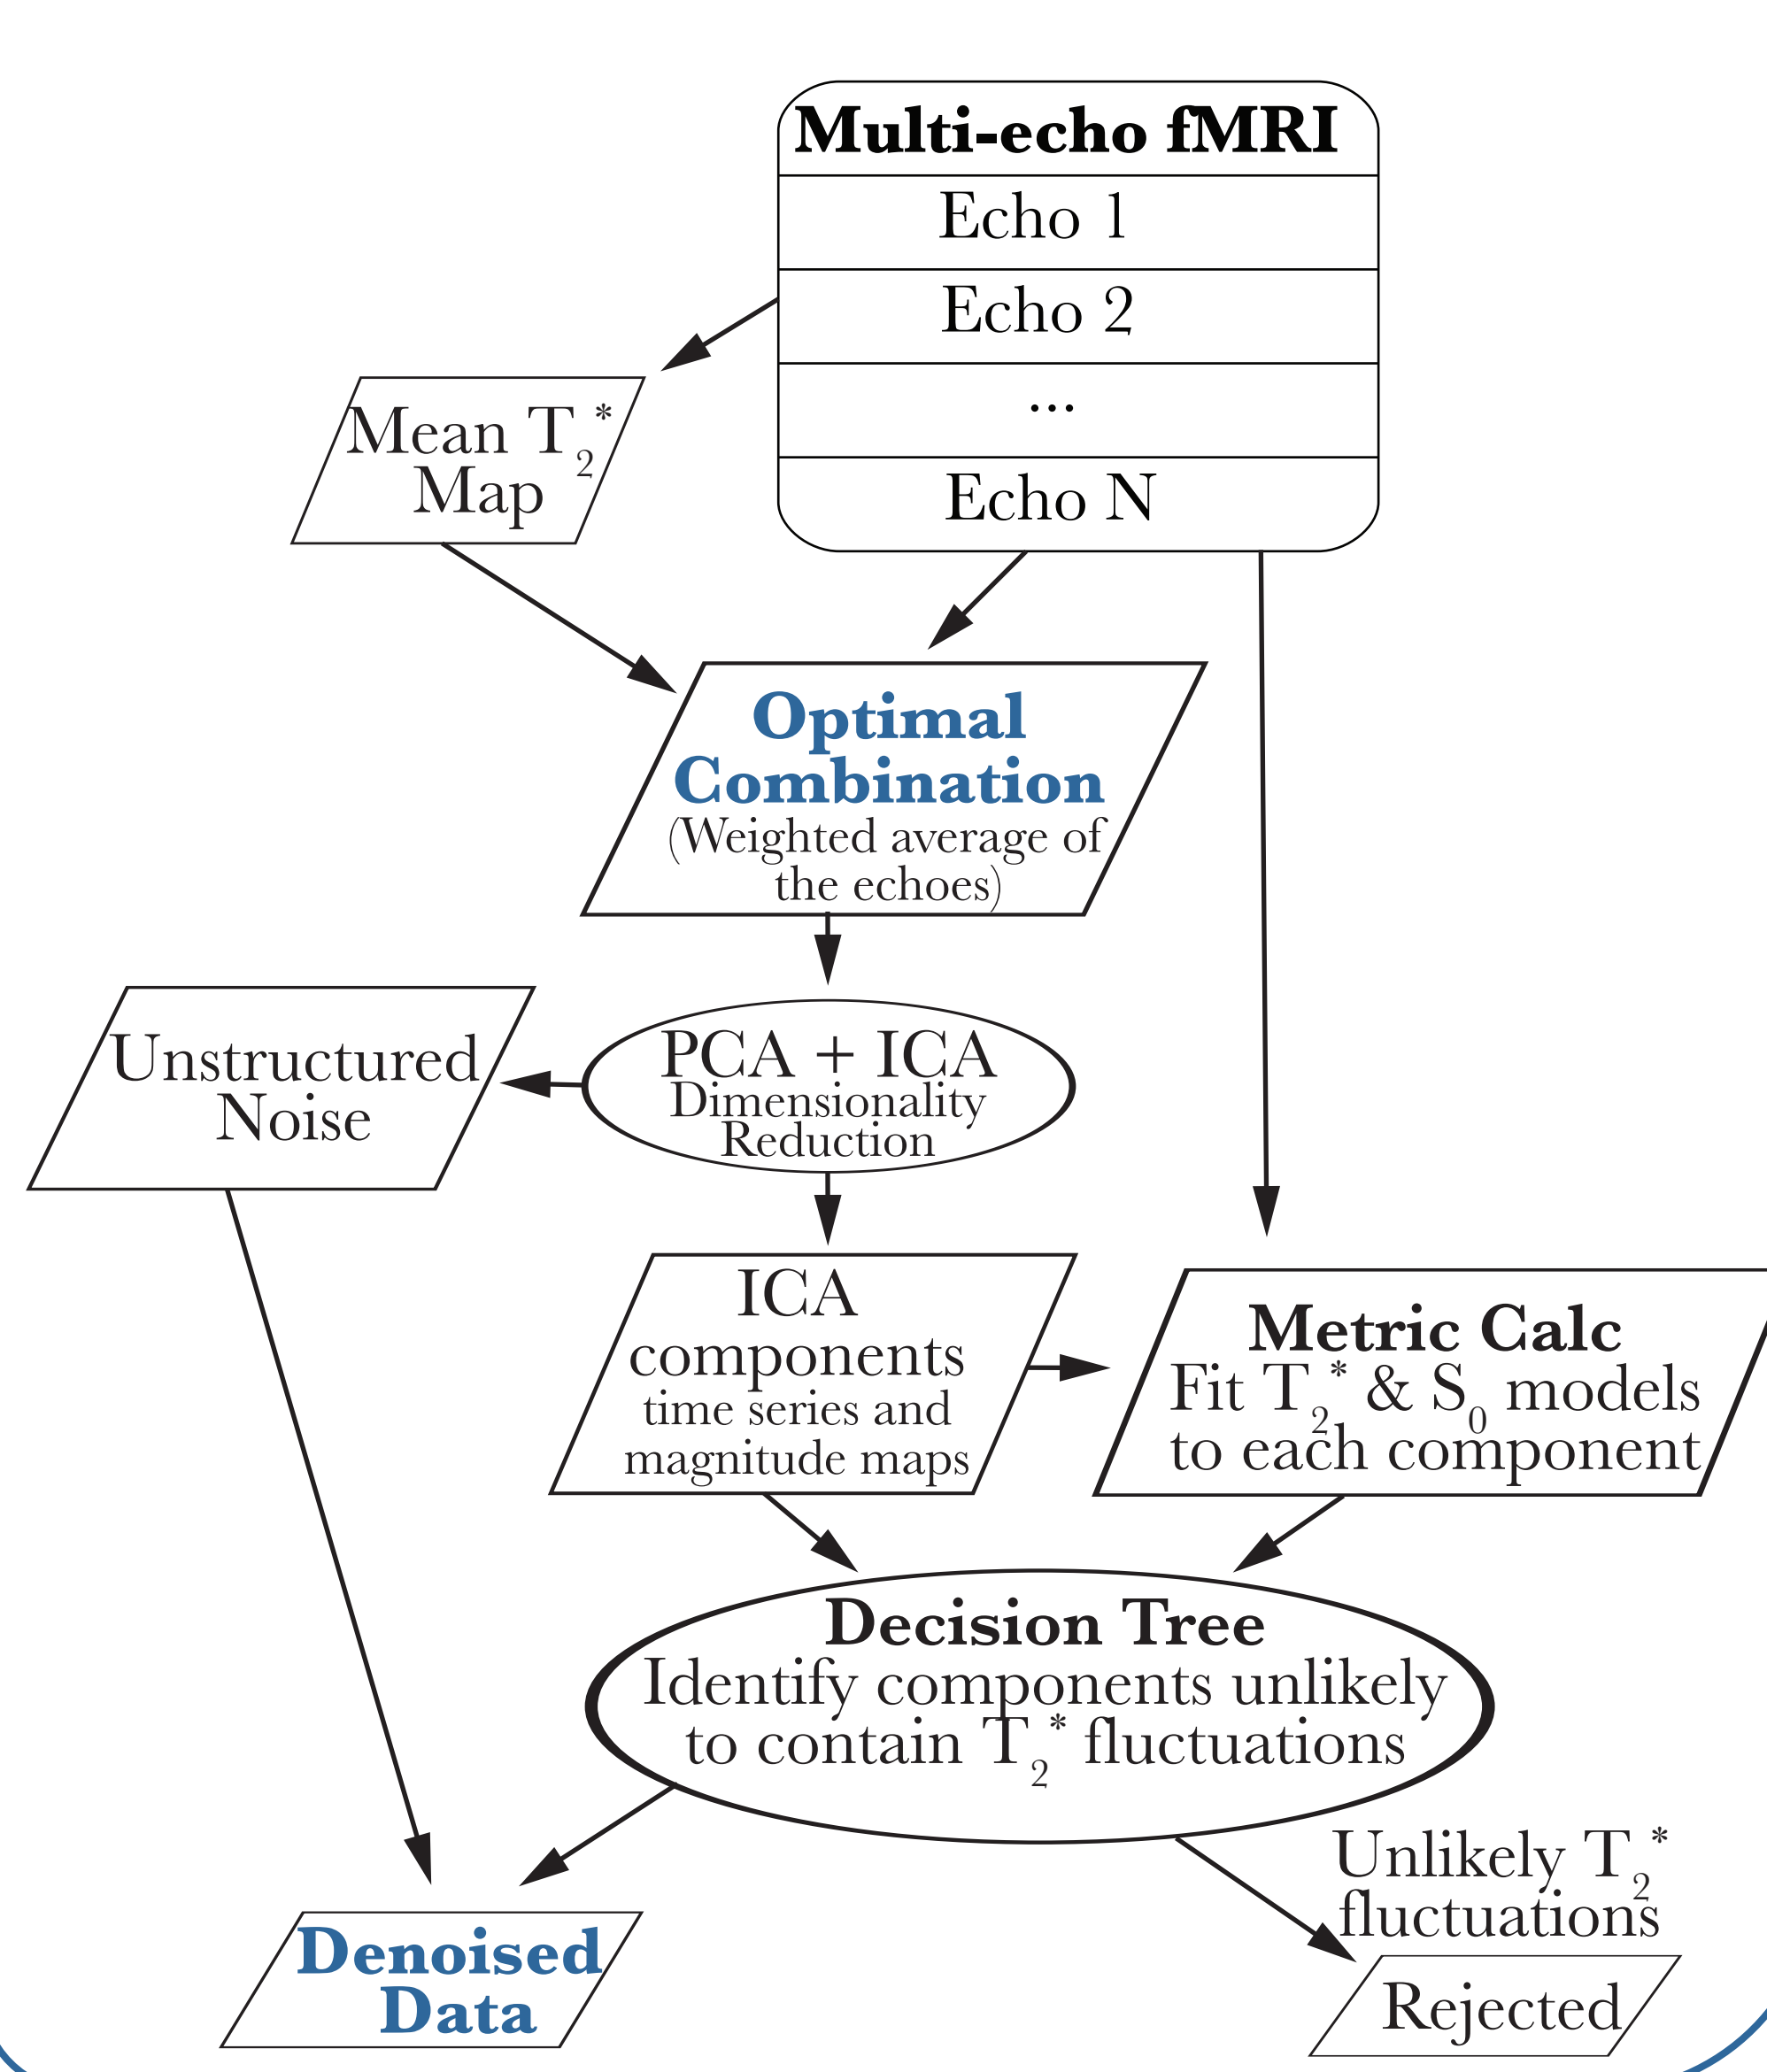 Multi-echo fMRI
Echo 1
Echo 2
...
Echo N
Mean T2*
Map
Optimal
Combination
(Weighted average of
the echoes)
Unstructured
Noise
PCA + ICA
Dimensionality
Reduction
ICA
components
time series and
magnitude maps
Metric Calc
Fit T2* & S0 models
to each component
Decision Tree
Identify components unlikely
to contain T2* fluctuations
Unlikely T2*
fluctuations
Denoised
Data
Rejected